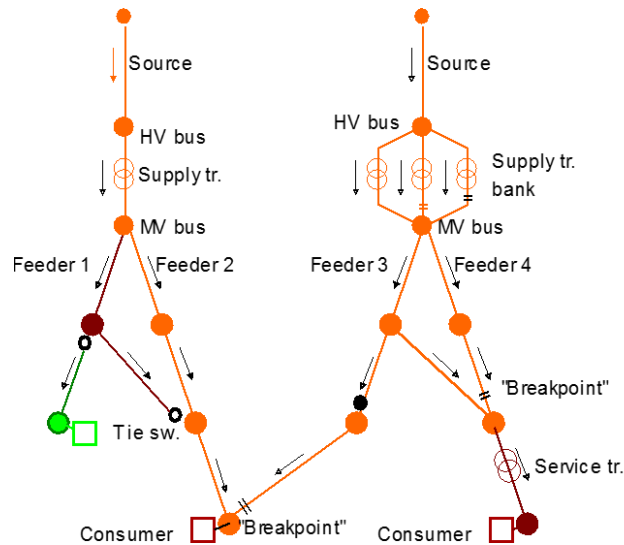 Source
Source
HV bus
HV bus
Supply tr.
Supply tr.
bank
MV bus
MV bus
Feeder 1
Feeder 2
Feeder 3
Feeder 4
"Breakpoint"
Tie sw.
Service tr.
Consumer
"Breakpoint"
Consumer